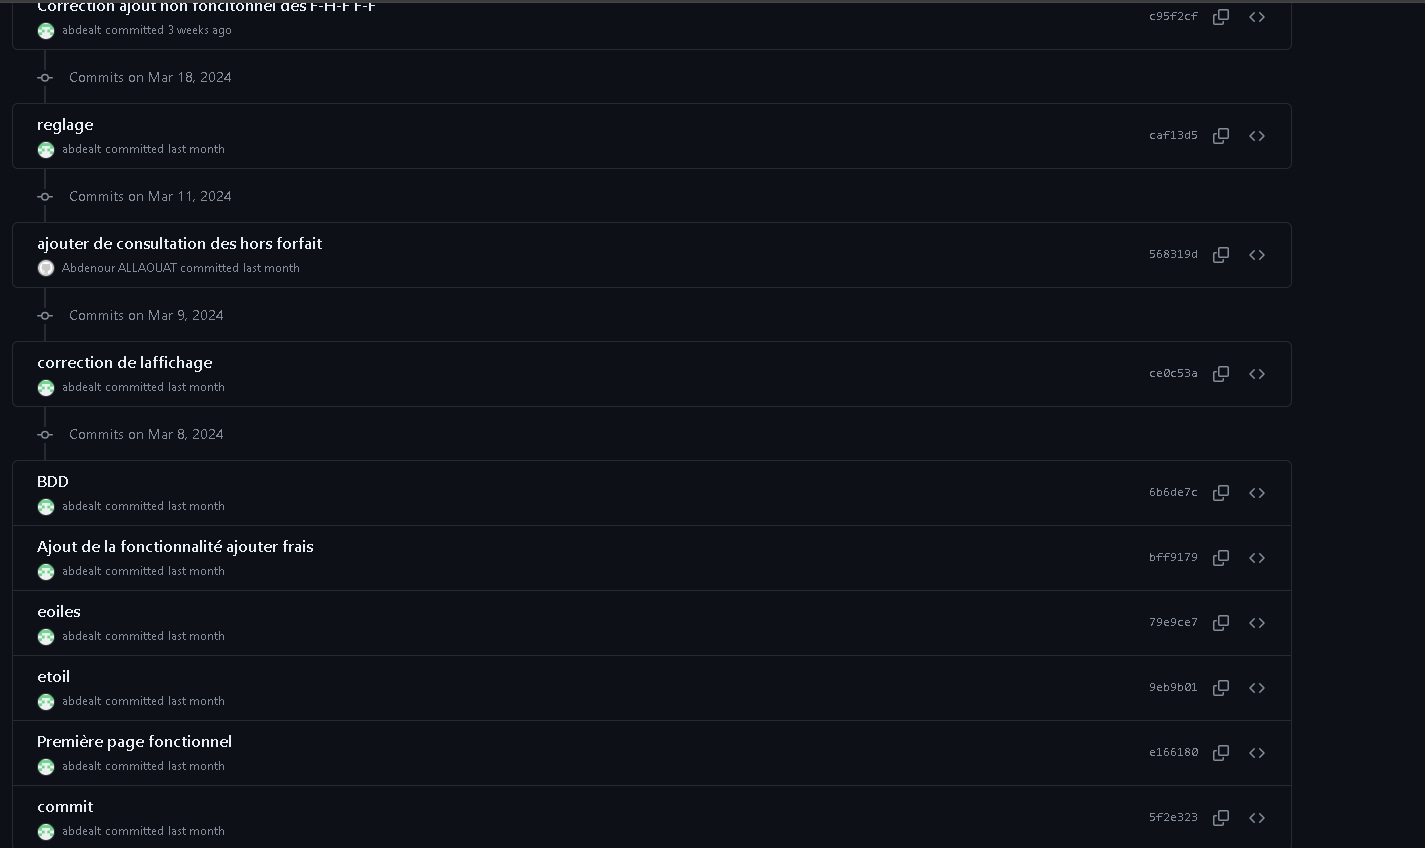 Correction ajout non foncitonnel des F-H-F F-F
abdealt committed 3 weeks ago
c95f2cf
Commits on Mar 18, 2024
reglage
abdealt committed last month
caf13d5
Commits on Mar 11, 2024
ajouter de consultation des hors forfait
Abdenour ALLAOUAT committed last month
568319d
Commits on Mar 9, 2024
correction de laffichage
abdealt committed last month
ce0c53a
Commits on Mar 8, 2024
BDD
abdealt committed last month
6b6de7c
Ajout de la fonctionnalité ajouter frais
abdealt committed last month
bff9179
eoiles
abdealt committed last month
79e9ce7
etoil
abdealt committed last month
9eb9b01
Première page fonctionnel
abdealt committed last month
e166180
commit
abdealt committed last month
5f2e323